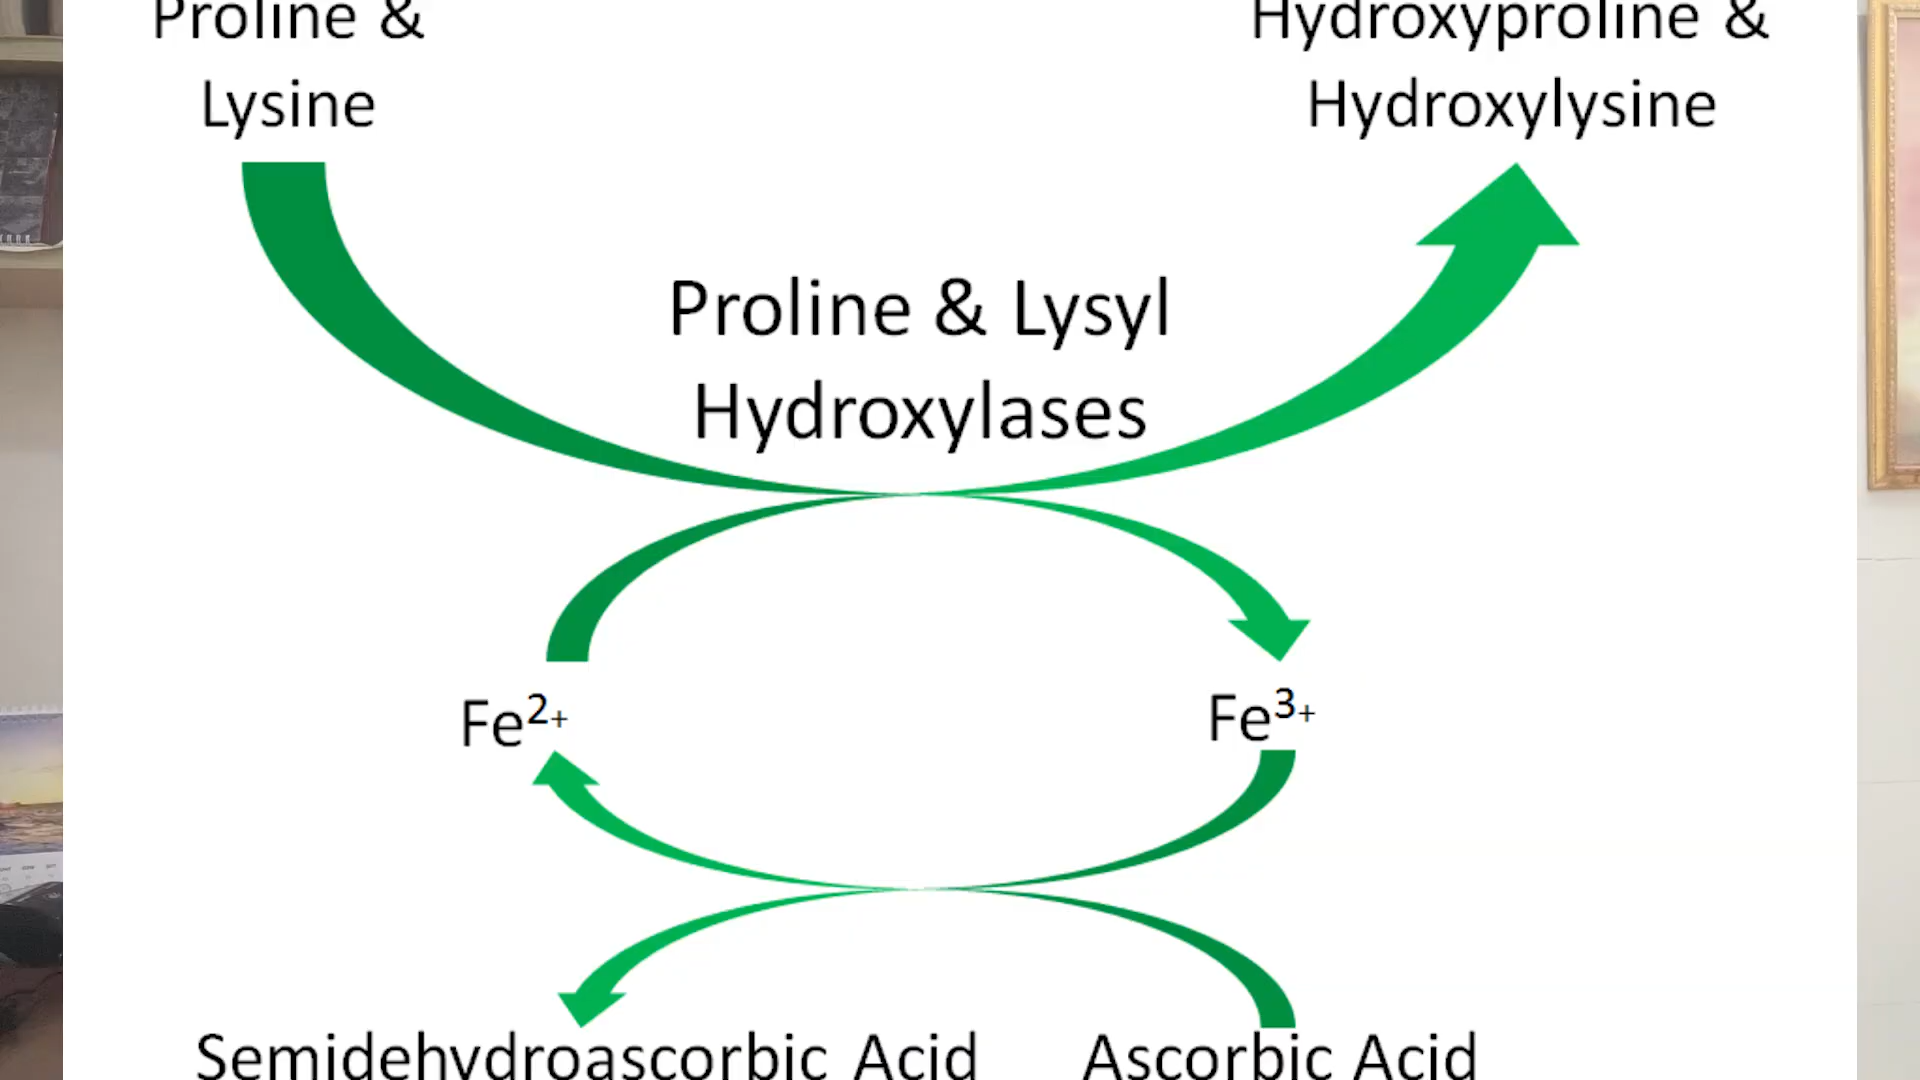 Proline &
Lysine
Hydroxyproline &
Hydroxylysine
Proline & Lysyl
Hydroxylases
Fe²⁺
Fe³⁺
Semidehydroascorbic Acid
Ascorbic Acid